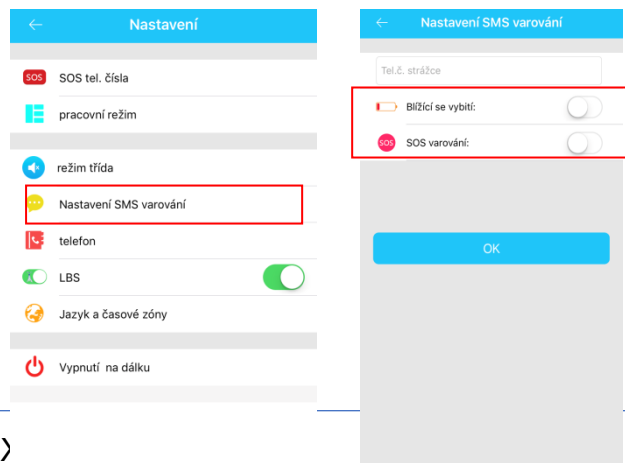 Nastavení
SOS SOS tel. čísla
pracovní režim
režim třída
Nastavení SMS varování
telefon
LBS
Jazyk a časové zóny
Vypnutí na dálku
Nastavení SMS varování
Tel.č. strážce
Blížící se vybití:
SOS SOS varování:
OK